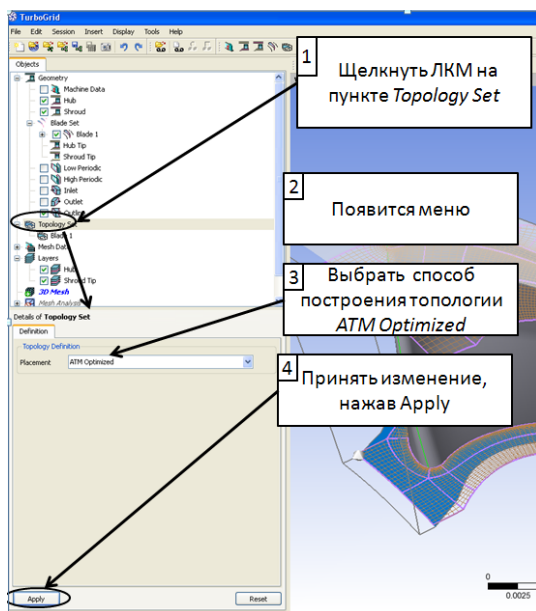 TurboGrid
File Edit Session Insert Display Tools Help
Objects
Geometry
Machine Data
Hub
Shroud
Blade Set
Blade 1
Hub Tip
Shroud Tip
Low Periodic
High Periodic
Inlet
Outlet
Outlet
Topology Set
Blade 1
Mesh Data
Layers
Hub
Shroud Tip
3D Mesh
Mesh Analysis
Details of Topology Set
Definition
Topology Definition
Placement ATM Optimized
Apply Reset
1
Щелкнуть ЛКМ на
пункте Topology Set
2
Появится меню
3
Выбрать способ
построения топологии
ATM Optimized
4
Принять изменение,
нажав Apply
0
0.0025